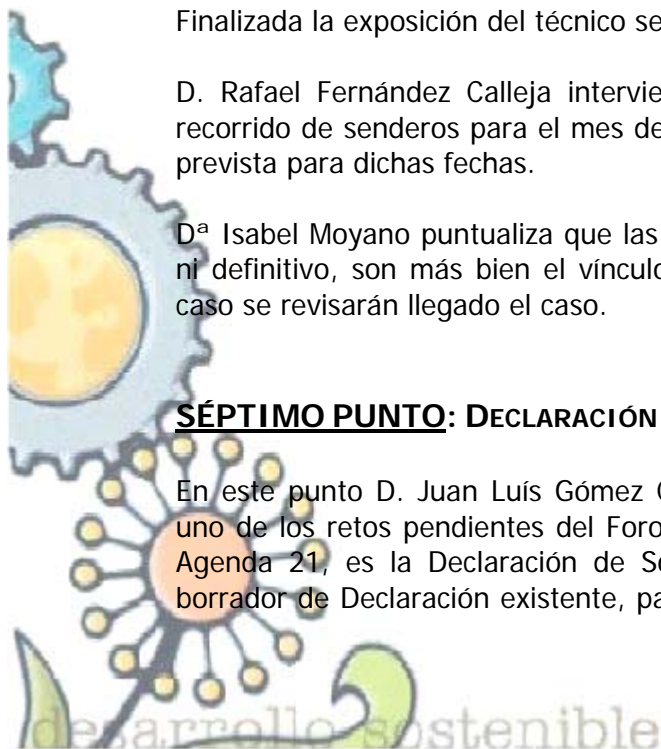 Finalizada la exposición del técnico se
D. Rafael Fernández Calleja intervie
recorrido de senderos para el mes de
prevista para dichas fechas.
Dª Isabel Moyano puntualiza que las
ni definitivo, son más bien el vínculo
caso se revisarán llegado el caso.
SÉPTIMO PUNTO: DECLARACIÓN
En este punto D. Juan Luís Gómez
uno de los retos pendientes del Foro
Agenda 21, es la Declaración de So
borrador de Declaración existente, pa
desarrollo sostenible